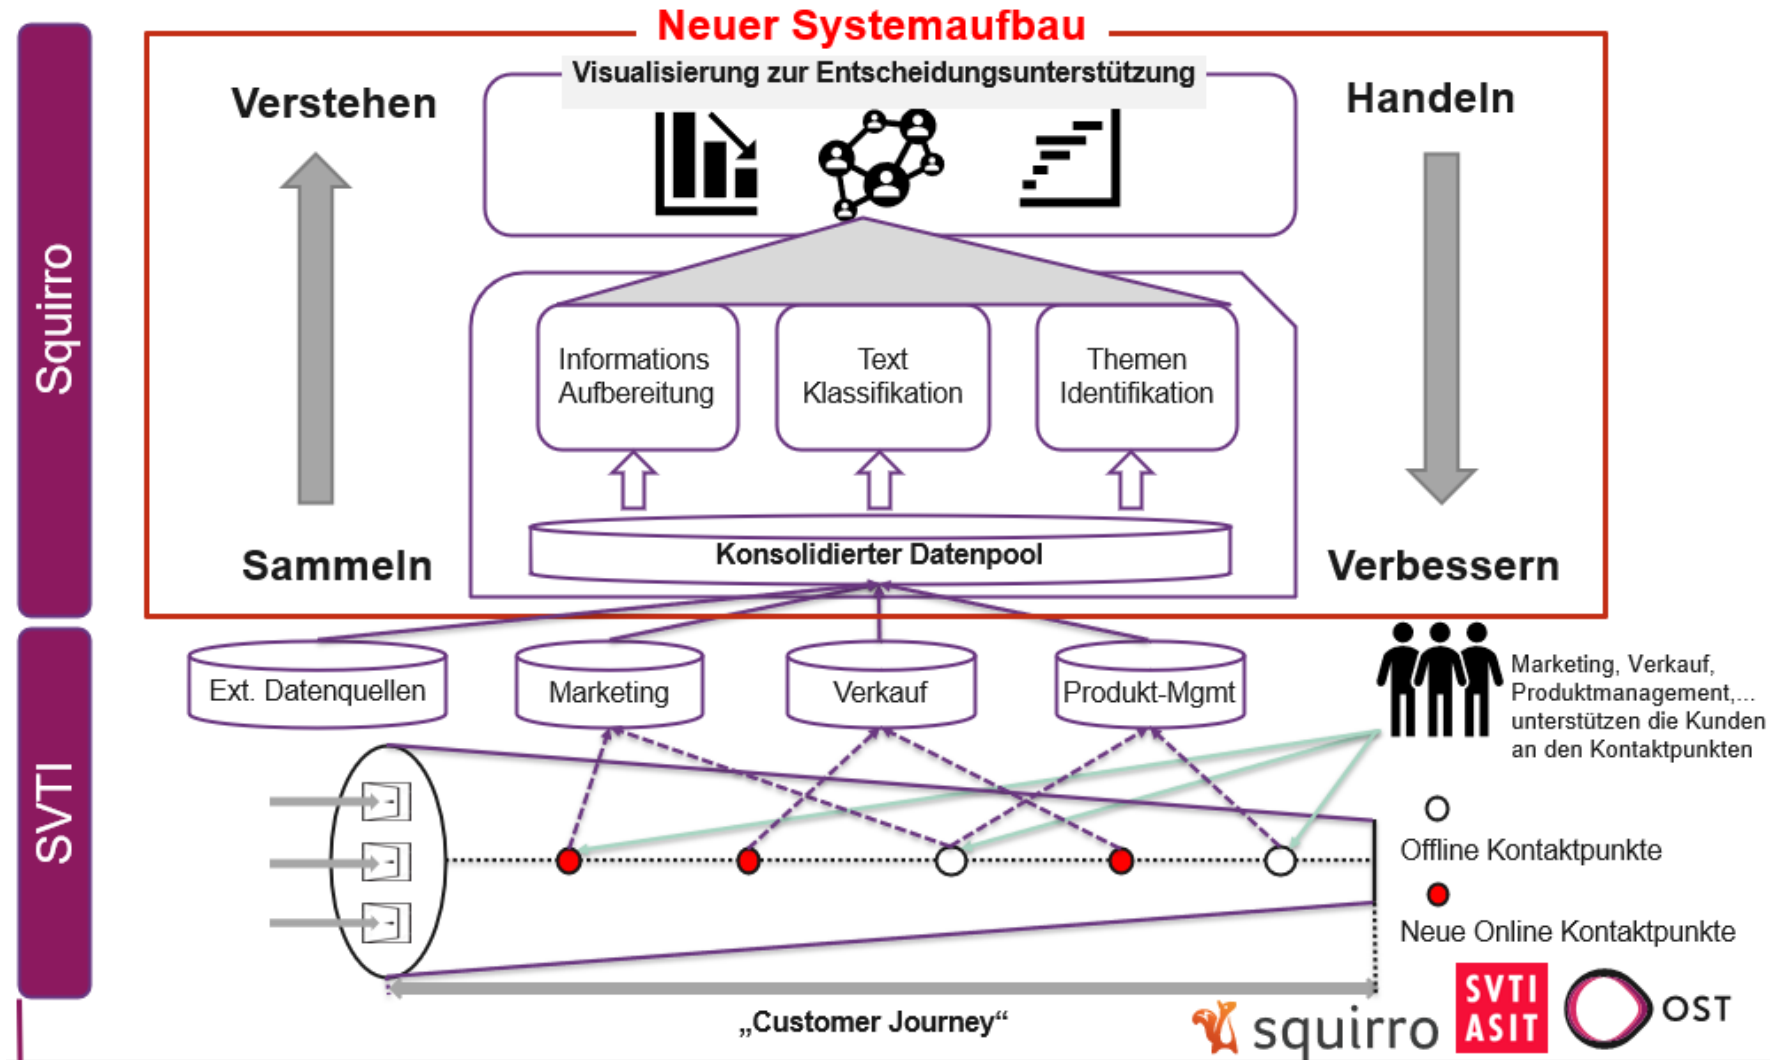 Neuer Systemaufbau
Visualisierung zur Entscheidungsunterstützung
Verstehen
Handeln
Squirro
Informations
Aufbereitung
Text
Klassifikation
Themen
Identifikation
Sammeln
Konsolidierter Datenpool
Verbessern
SVTI
Ext. Datenquellen
Marketing
Verkauf
Produkt-Mgmt
Marketing, Verkauf,
Produktmanagement,...
unterstützen die Kunden
an den Kontaktpunkten
Offline Kontaktpunkte
Neue Online Kontaktpunkte
„Customer Journey“
squirro
SVTI
ASIT
OST